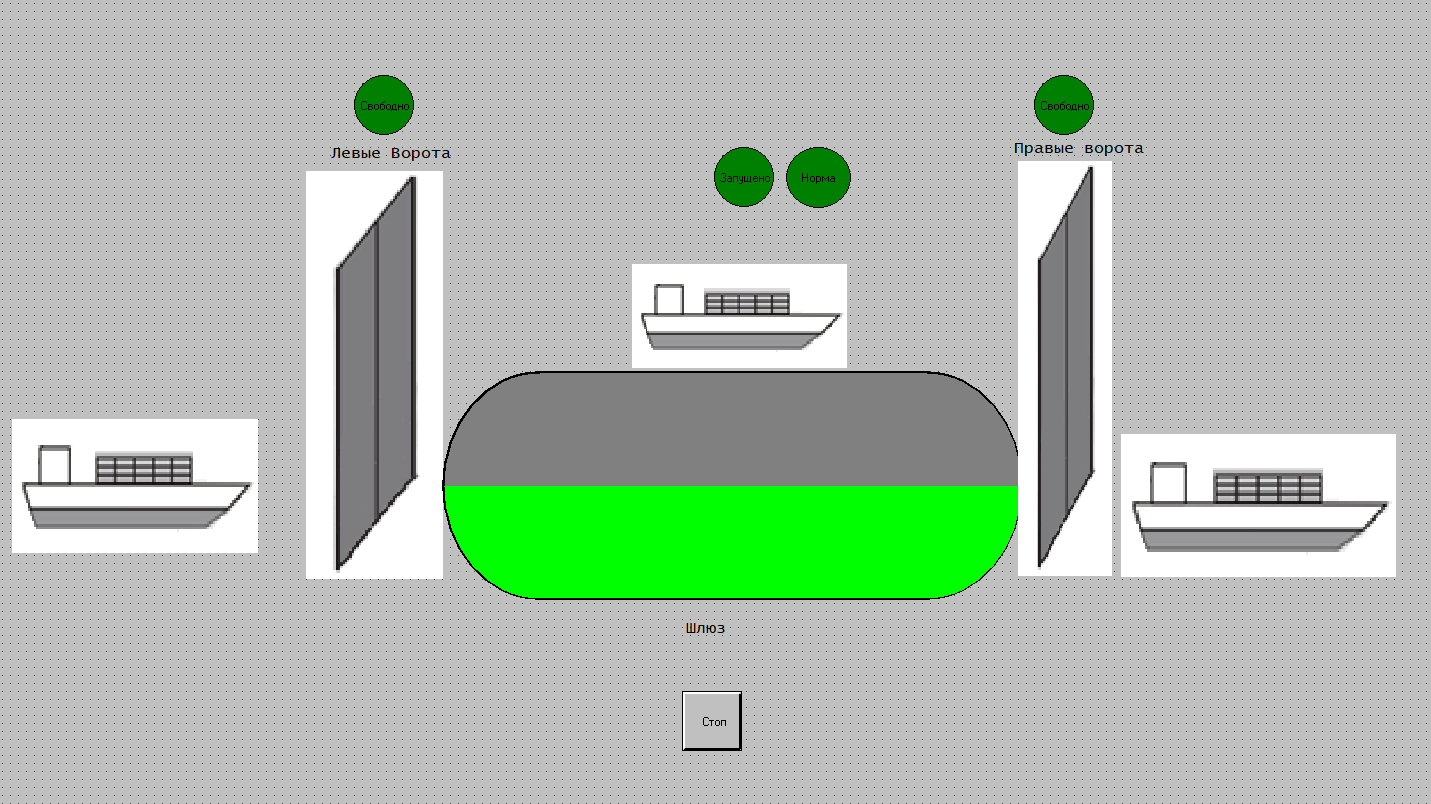 Свободно
Свободно
Левые Ворота
Правые ворота
Запущено
Норма
Шлюз
Стоп